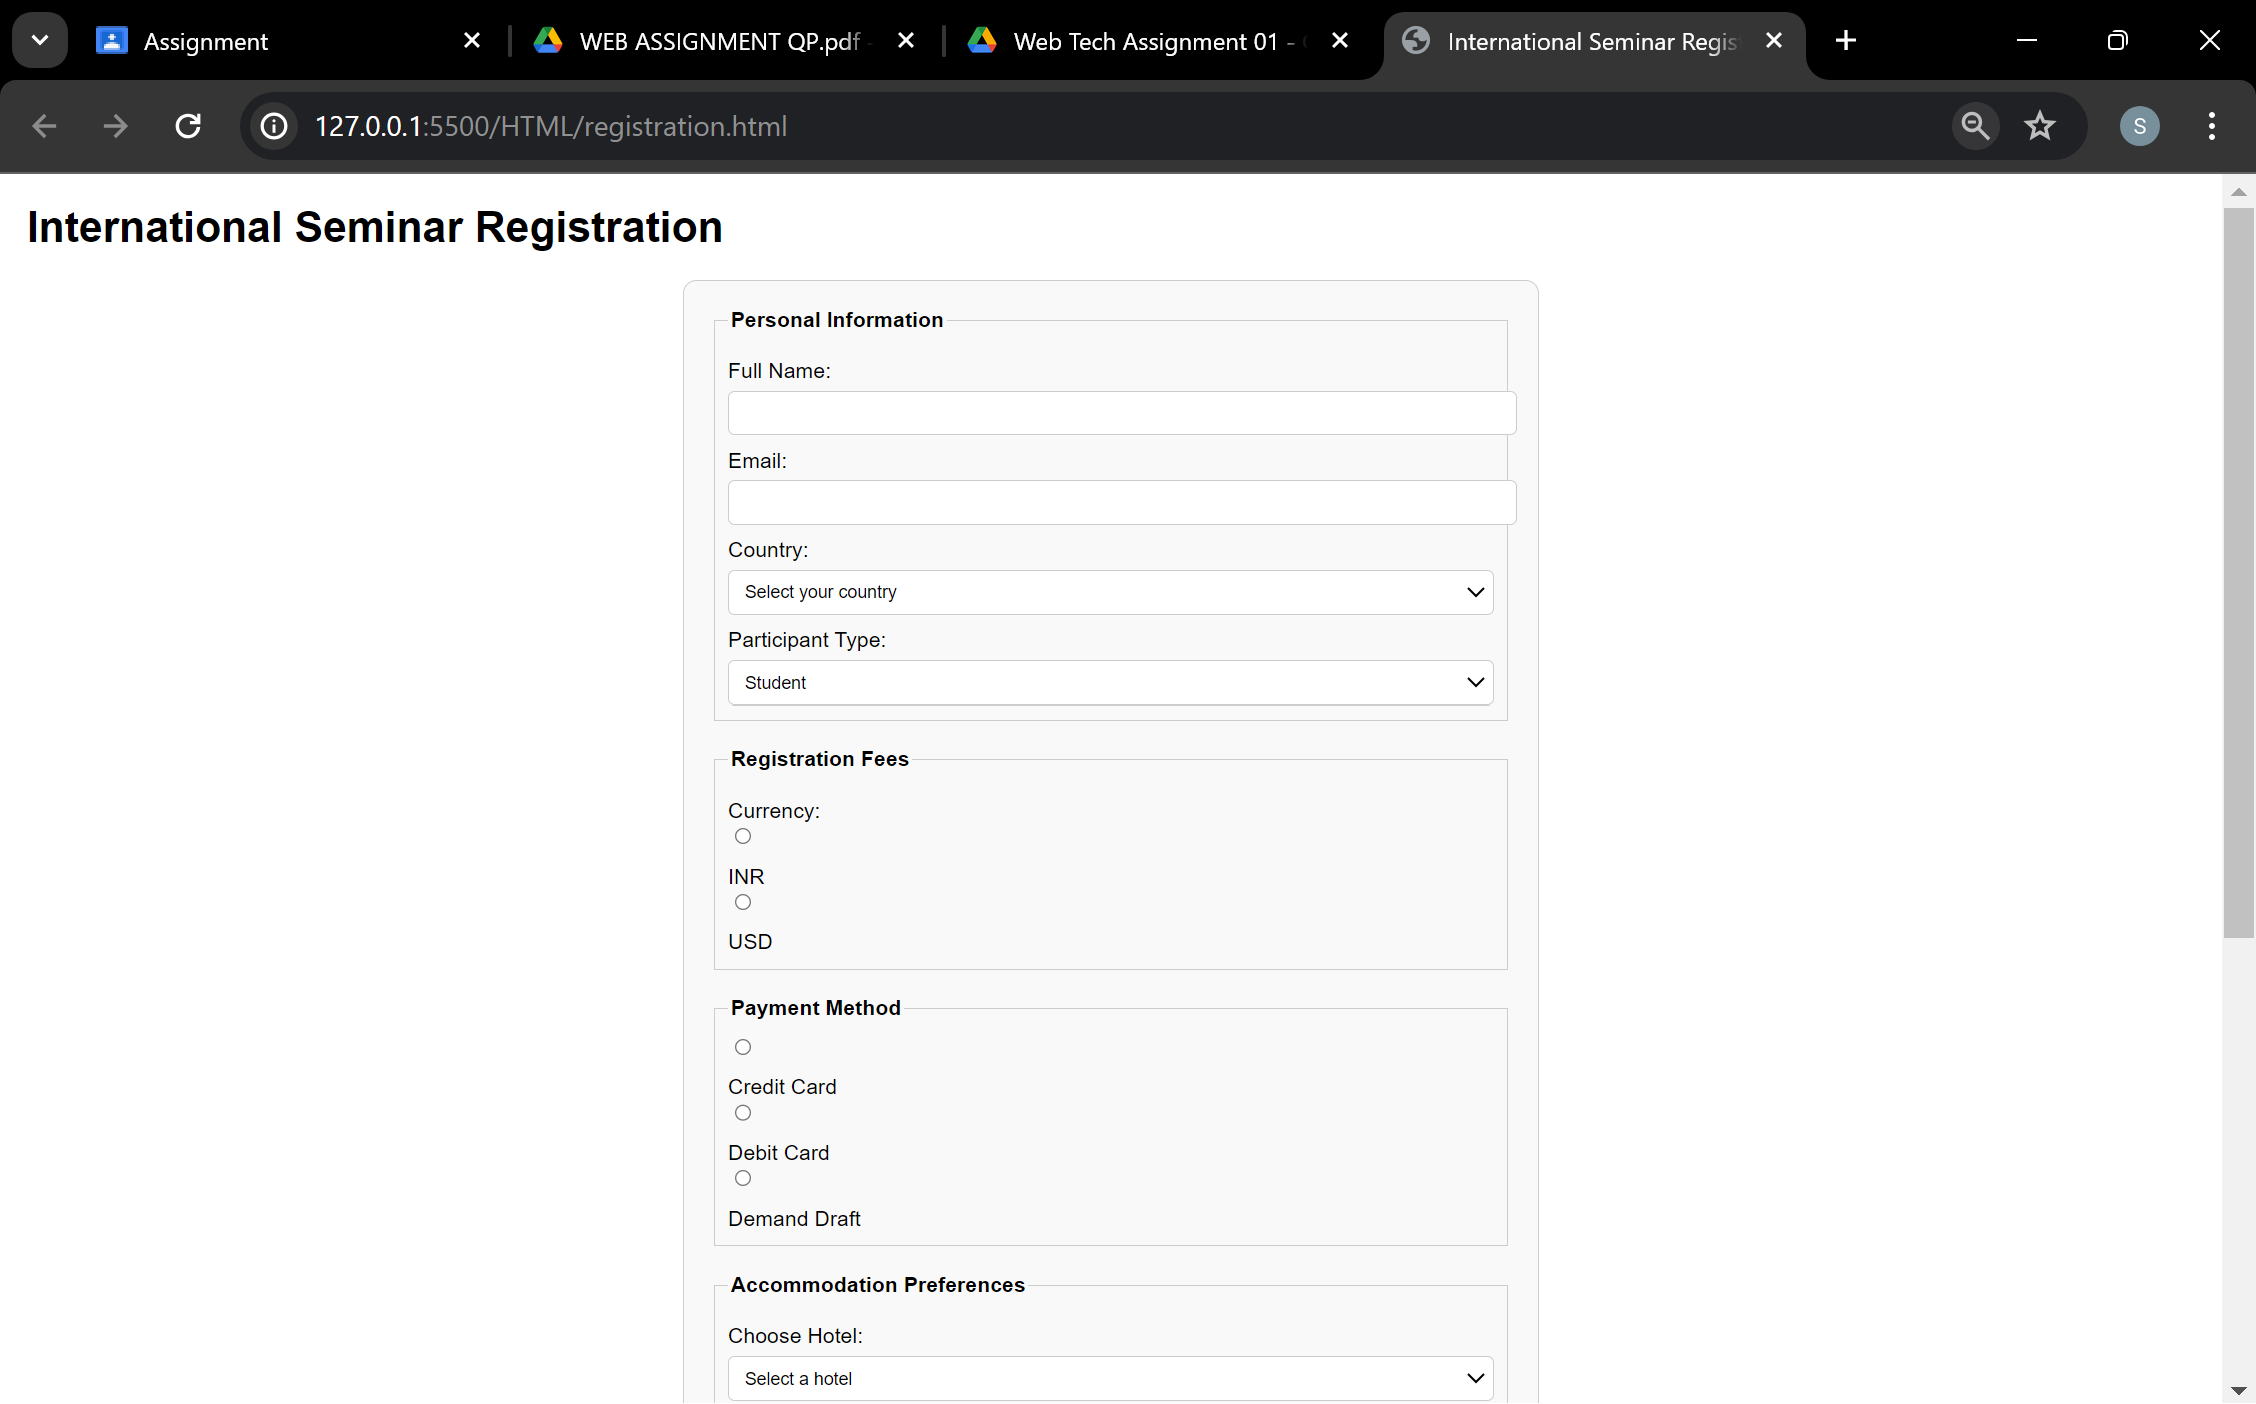 Assignment
WEB ASSIGNMENT QP.pdf -
Web Tech Assignment 01 -
International Seminar Regis
127.0.0.1:5500/HTML/registration.html
S
International Seminar Registration
Personal Information
Full Name:
Email:
Country:
Select your country
Participant Type:
Student
Registration Fees
Currency:
INR
USD
Payment Method
Credit Card
Debit Card
Demand Draft
Accommodation Preferences
Choose Hotel:
Select a hotel